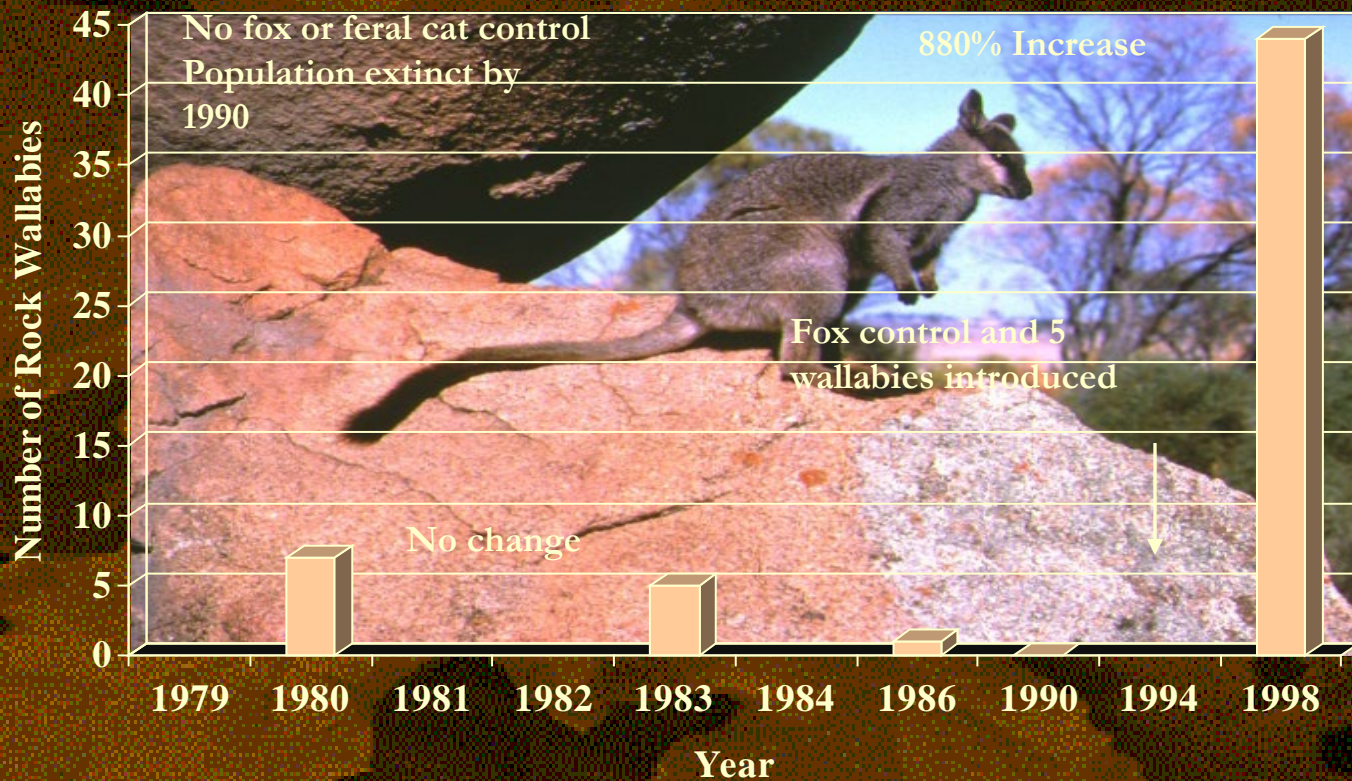 No fox or feral cat control
Population extinct by
1990
880% Increase
Fox control and 5
wallabies introduced
No change
Number of Rock Wallabies
45
40
35
30
25
20
15
10
5
0
1979 1980 1981 1982 1983 1984 1986 1990 1994 1998
Year